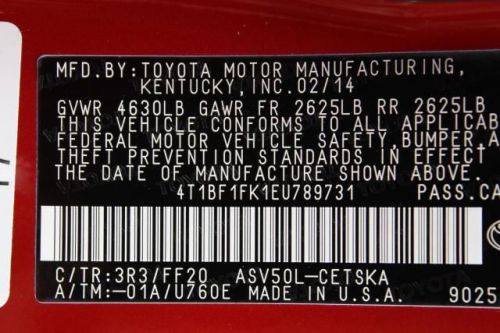 MFD.BY:TOYOTA MOTOR MANUFACTURING,
KENTUCKY,INC.02/14
GVWR 4630LB GAWR FR 2625LB RR 2625LB
THIS VEHICLE CONFORMS TO ALL APPLICAB
FEDERAL MOTOR VEHICLE SAFETY,BUMPER,A
THEFT PREVENTION STANDARDS IN EFFECT
THE DATE OF MANUFACTURE SHOWN ABOVE.
4T1BF1FK1EU789731 PASS.CA
C/TR:3R3/FF20 ASV50L-CETSKA
A/TM:-01A/U760E MADE IN U.S.A. 9025